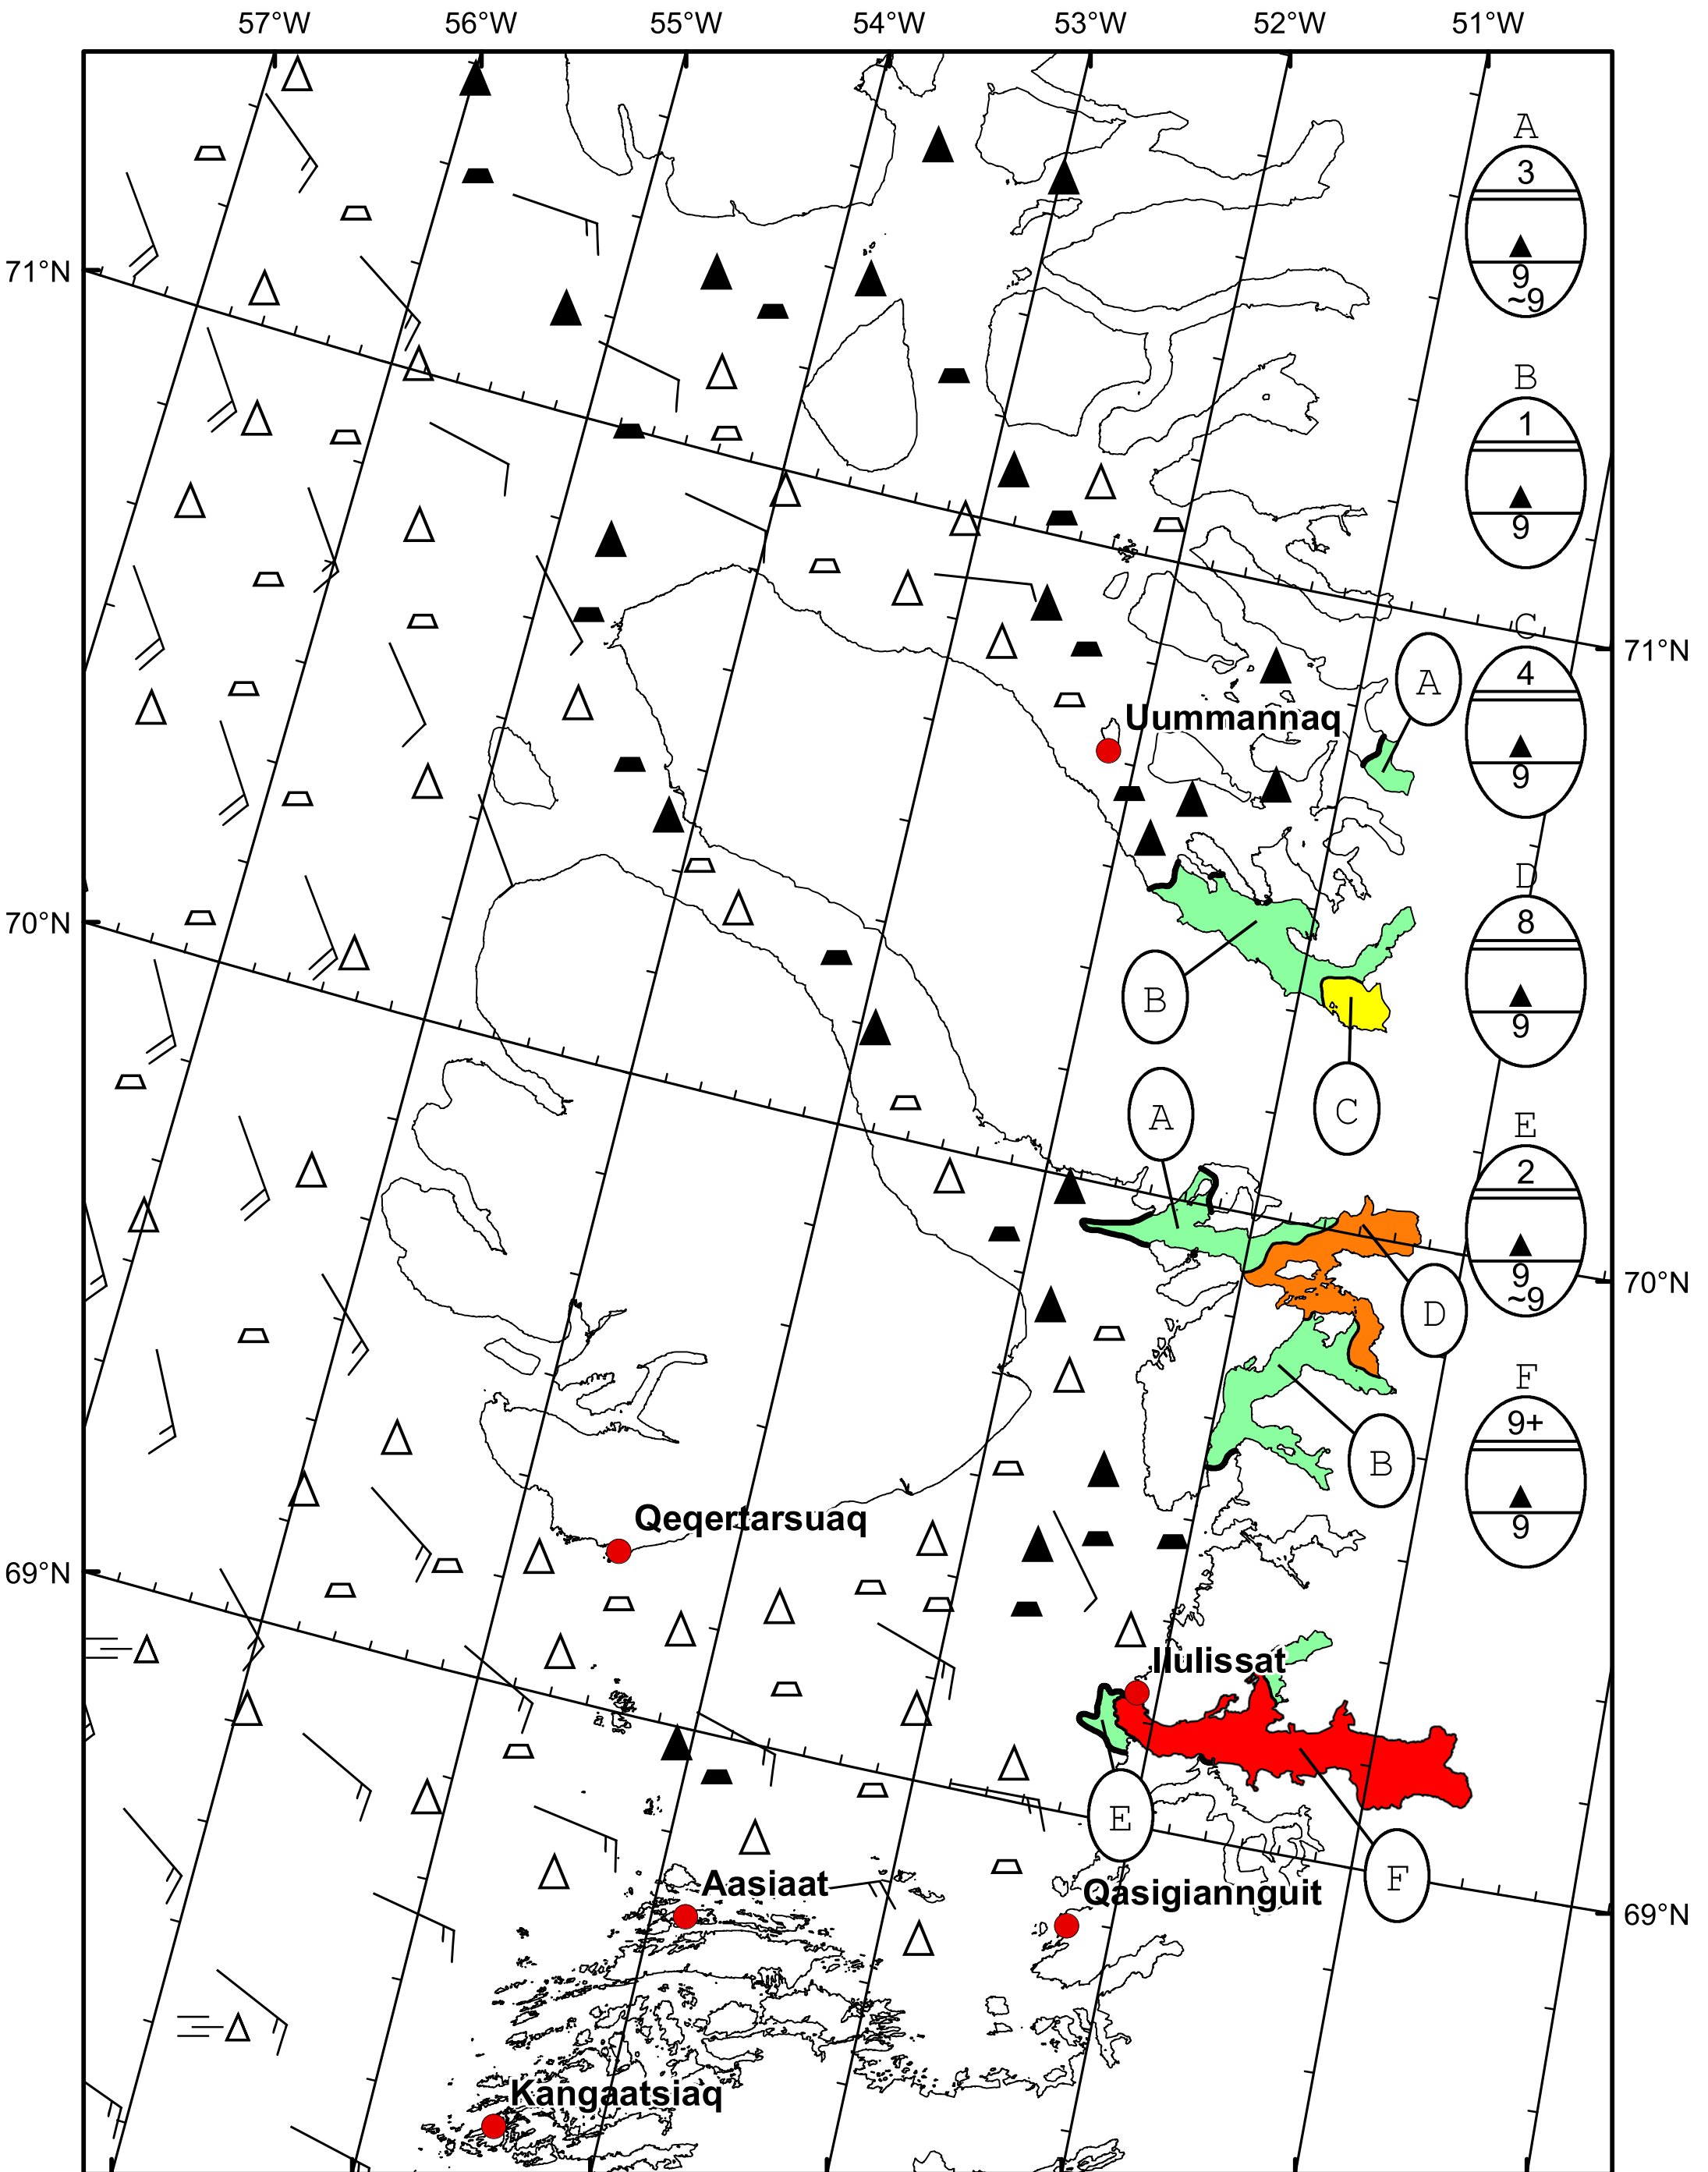 57°W 56°W 55°W 54°W 53°W 52°W 51°W
A
3
9
~9
71°N
B
1
9
C
4
9
71°N
A
Uummannaq
D
8
9
70°N
B
C
A
E
2
9
~9
70°N
D
F
9+
9
B
Qeqertarsuaq
69°N
Ilulissat
E
F
Aasiaat
Qasigiannguit
69°N
Kangaatsiaq